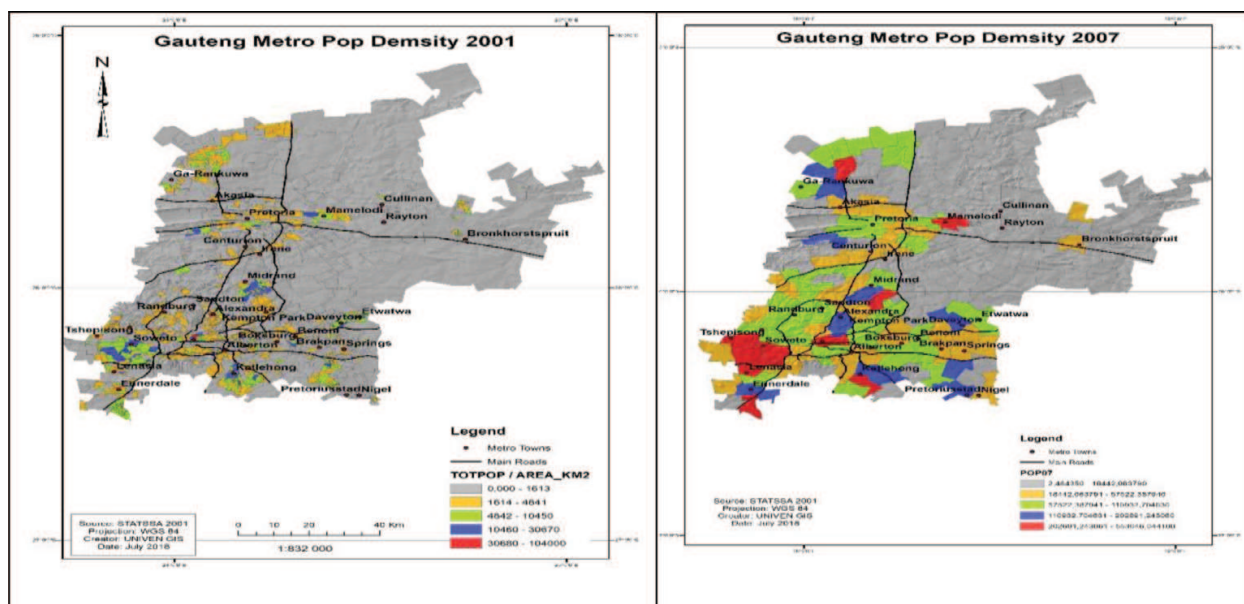 Gauteng Metro Pop Demsity 2001
N
Ga-Rankuwa
Akasia
Cullinan
Pretoria
Mamelodi
Rayton
Centurion
Irene
Bronkhorstspruit
Midrand
Sandton
Randburg
Alexandra
Etwatwa
Kempton Park
Daveyton
Tshepisong
Benoni
Soweto
Boksburg
Brakpan
Springs
Alberton
Lenasia
Katlehong
Ennerdale
Pretoriusstad
Nigel
Legend
Metro Towns
Main Roads
TOTPOP / AREA_KM2
0,000 - 1613
1614 - 4841
4842 - 10450
10460 - 30670
30680 - 104000
Source: STATSSA 2001
Projection: WGS 84
Creator: UNIVEN GIS
Date: July 2018
0 20 40 Km
1:832 000
Gauteng Metro Pop Demsity 2007
Ga-Rankuwa
Akasia
Cullinan
Pretoria
Mamelodi
Rayton
Centurion
Irene
Bronkhorstspruit
Midrand
Sandton
Randburg
Alexandra
Etwatwa
Kempton Park
Daveyton
Tshepisong
Benoni
Soweto
Boksburg
Brakpan
Springs
Alberton
Lenasia
Katlehong
Ennerdale
Pretoriusstad
Nigel
Legend
Metro Towns
Main Roads
POP07
Source: STATSSA 2001
Projection: WGS 84
Creator: UNIVEN GIS
Date: July 2018